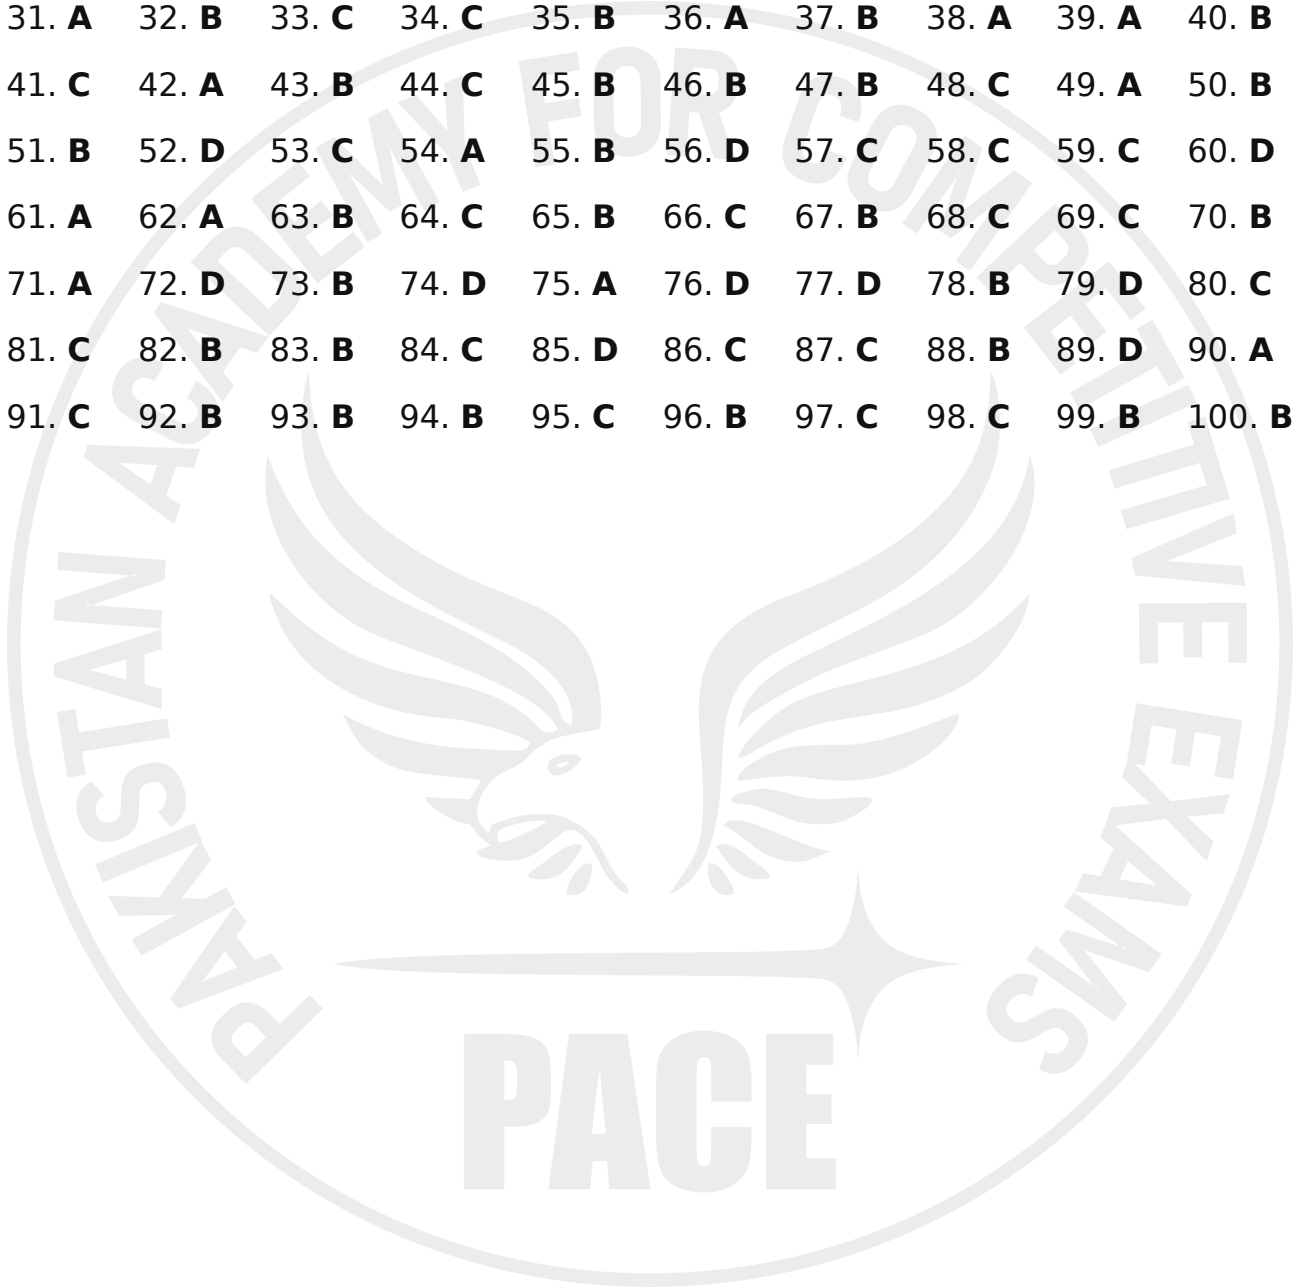 31. A 32. B 33. C 34. C 35. B 36. A 37. B 38. A 39. A 40. B
41. C 42. A 43. B 44. C 45. B 46. B 47. B 48. C 49. A 50. B
51. B 52. D 53. C 54. A 55. B 56. D 57. C 58. C 59. C 60. D
61. A 62. A 63. B 64. C 65. B 66. C 67. B 68. C 69. C 70. B
71. A 72. D 73. B 74. D 75. A 76. D 77. D 78. B 79. D 80. C
81. C 82. B 83. B 84. C 85. D 86. C 87. C 88. B 89. D 90. A
91. C 92. B 93. B 94. B 95. C 96. B 97. C 98. C 99. B 100. B
PAKISTAN ACADEMY FOR COMPETITIVE EXAMS
PACE